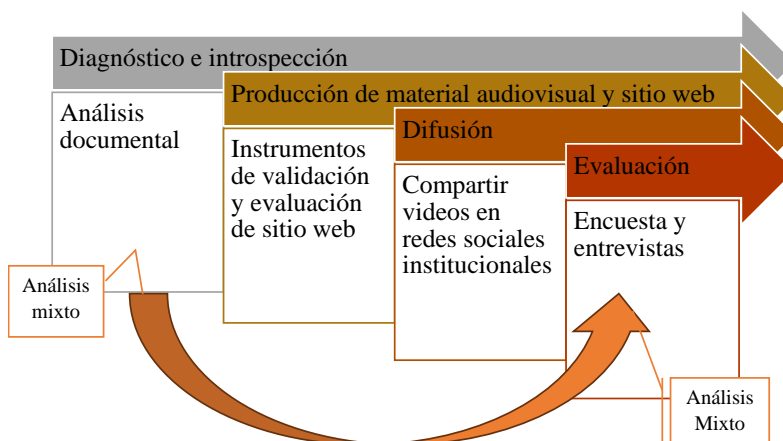 Diagnóstico e introspección
Análisis
documental
Producción de material audiovisual y sitio web
Instrumentos
de validación
y evaluación
de sitio web
Difusión
Compartir
videos en
redes sociales
institucionales
Evaluación
Encuesta y
entrevistas
Análisis
mixto
Análisis
Mixto